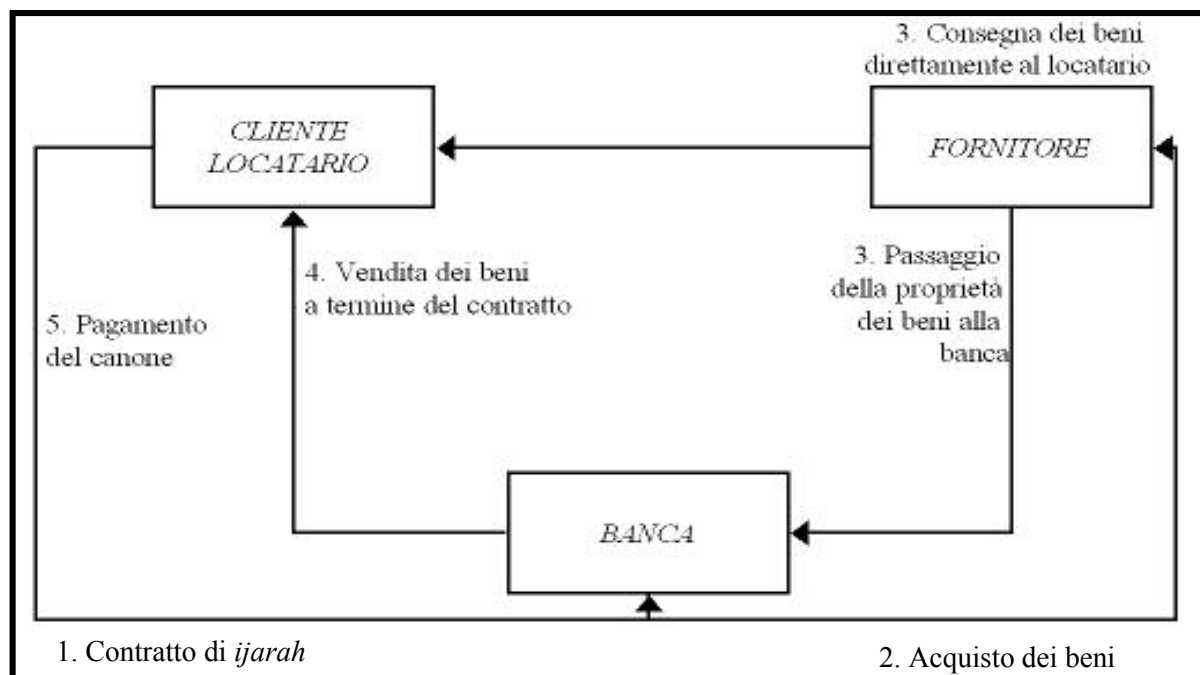 3. Consegna dei beni
direttamente al locatario
CLIENTE
LOCATARIO
FORNITORE
4. Vendita dei beni
a termine del contratto
3. Passaggio
della proprietà
dei beni alla
banca
5. Pagamento
del canone
BANCA
1. Contratto di ijarah
2. Acquisto dei beni